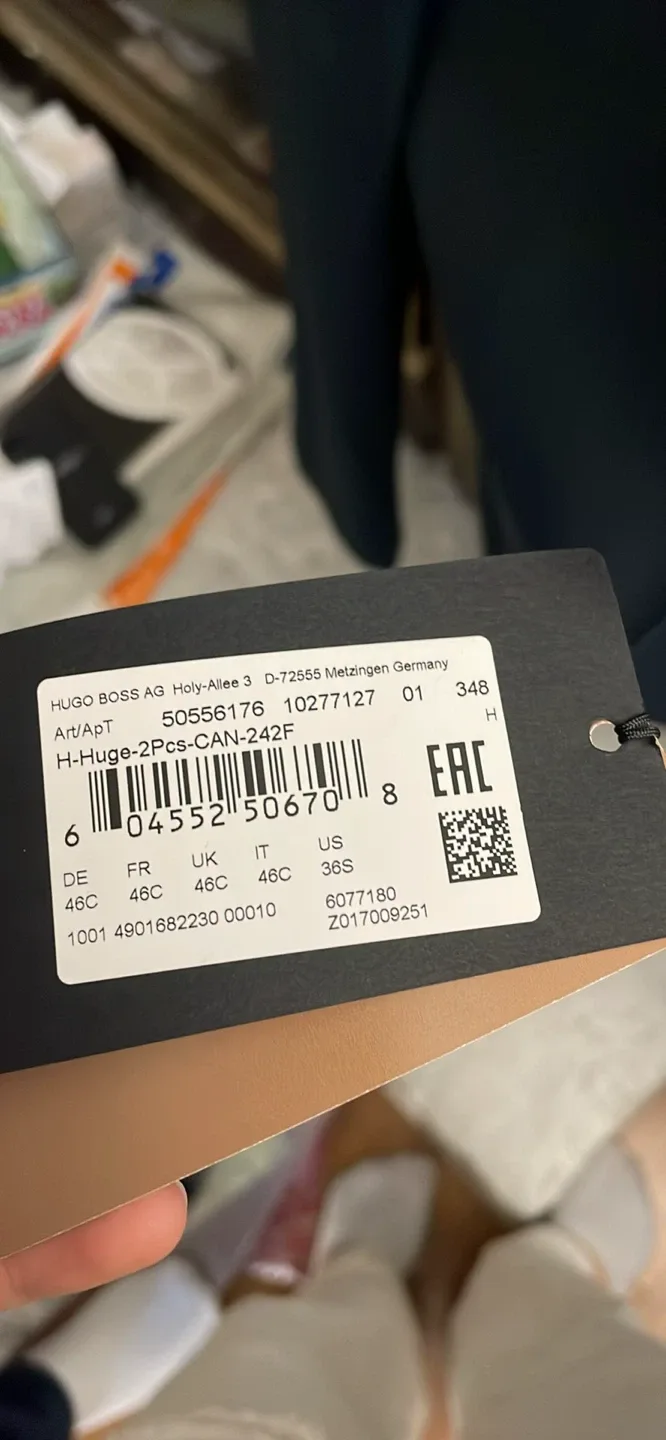 HUGO BOSS AG Holy-Allee 3 D-72555 Metzingen Germany
Art/ApT 50556176 10277127 01 348
H-Huge-2Pcs-CAN-242F H
EAC
6 04552 50670 8
DE FR UK IT US
46C 46C 46C 46C 36S
1001 4901682230 00010 6077180
Z017009251